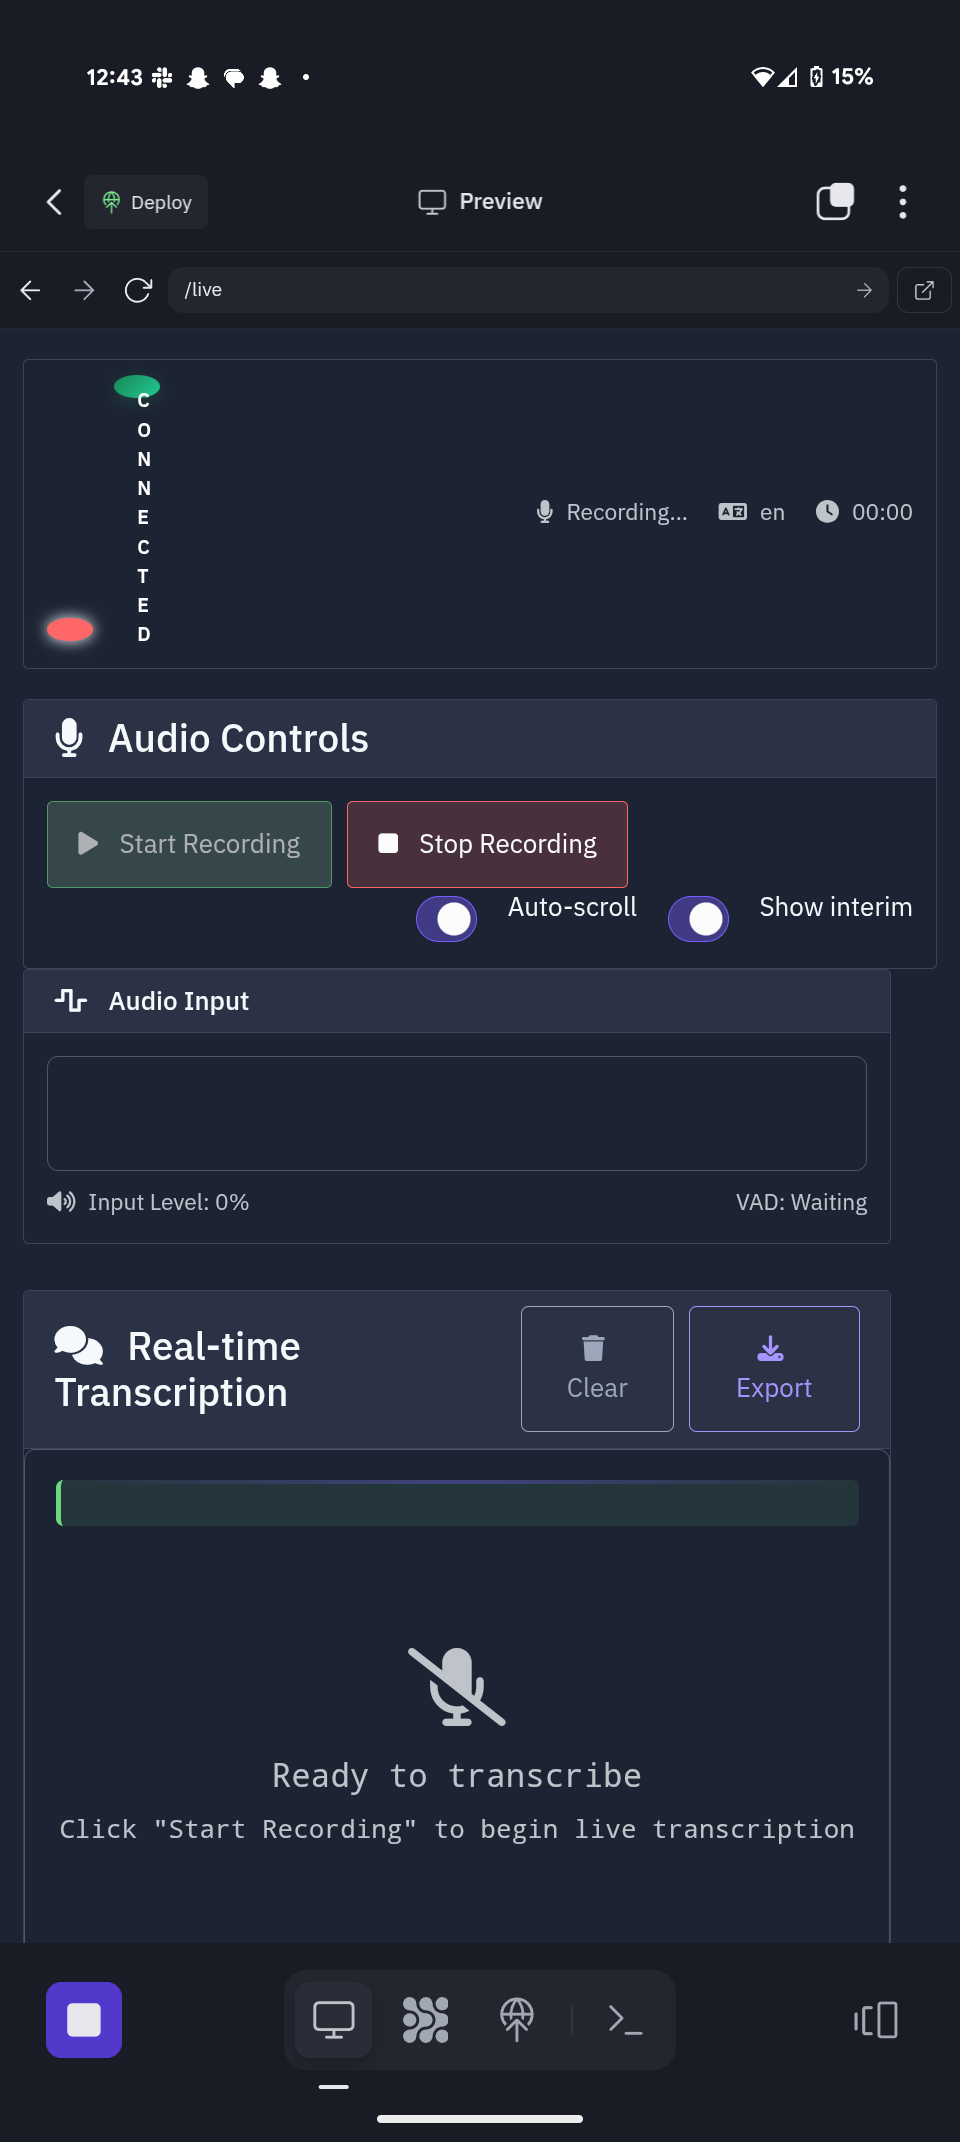 12:43
15%
Deploy
Preview
/live
CONNECTED
Recording...
en
00:00
Audio Controls
Start Recording
Stop Recording
Auto-scroll
Show interim
Audio Input
Input Level: 0%
VAD: Waiting
Real-time
Transcription
Clear
Export
Ready to transcribe
Click "Start Recording" to begin live transcription